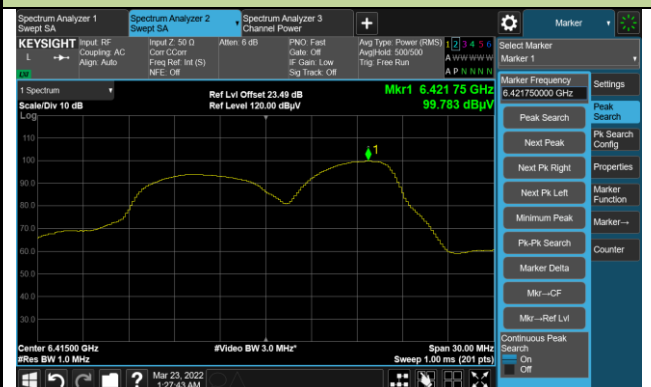 Spectrum Analyzer 1
Swept SA
Spectrum Analyzer 2
Swept SA
Spectrum Analyzer 3
Channel Power
+
Marker
KEYSIGHT
L
Input: RF
Coupling: AC
Align: Auto
Input Z: 50 Ω
Corr CCorr
Freq Ref: Int (S)
NFE: Off
Atten: 6 dB
PNO: Fast
Gate: Off
IF Gain: Low
Sig Track: Off
Avg Type: Power (RMS)
Avg|Hold: 500/500
Trig: Free Run
1 2 3 4 5 6
A W W W W W
A P N N N N
Select Marker
Marker 1
1 Spectrum
Scale/Div 10 dB
Log
Ref Lvl Offset 23.49 dB
Ref Level 120.00 dBµV
Mkr1 6.421 75 GHz
99.783 dBµV
110
100
90.0
80.0
70.0
60.0
50.0
40.0
30.0
1
Center 6.41500 GHz
#Res BW 1.0 MHz
#Video BW 3.0 MHz*
Span 30.00 MHz
Sweep 1.00 ms (201 pts)
Marker Frequency
6.421750000 GHz
Peak Search
Next Peak
Next Pk Right
Next Pk Left
Minimum Peak
Pk-Pk Search
Marker Delta
Mkr→CF
Mkr→Ref Lvl
Continuous Peak
Search
On
Off
Settings
Peak
Search
Pk Search
Config
Properties
Marker
Function
Marker→
Counter
?
Mar 23, 2022
1:27:43 AM